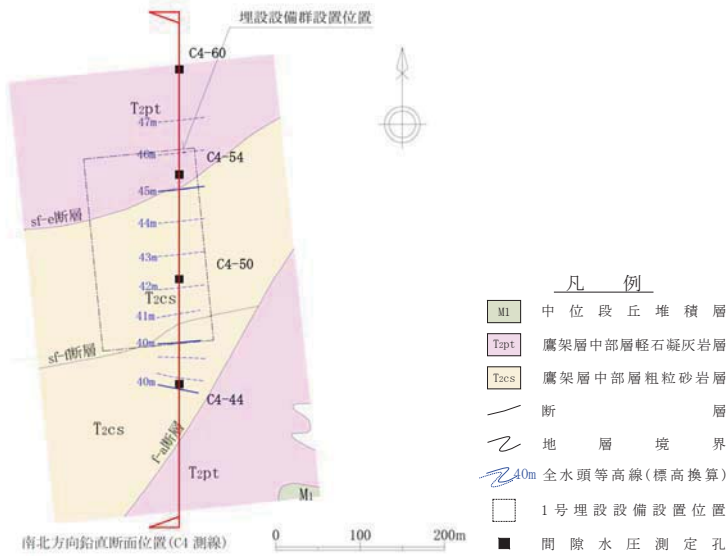 埋設設備群設置位置
C4-60
T2pt
47m
46m
C4-54
45m
sf-e断層
44m
43m
C4-50
42m
T2cs
41m
sf-f断層
40m
40m
C4-44
T2cs
f-a断層
T2pt
M1
南北方向鉛直断面位置(C4 測線)
0 100 200m
凡 例
M1 中位段丘堆積層
T2pt 鷹架層中部層軽石凝灰岩層
T2cs 鷹架層中部層粗粒砂岩層
断 層
地 層 境 界
40m 全水頭等高線(標高換算)
1号埋設設備設置位置
間隙水圧測定孔